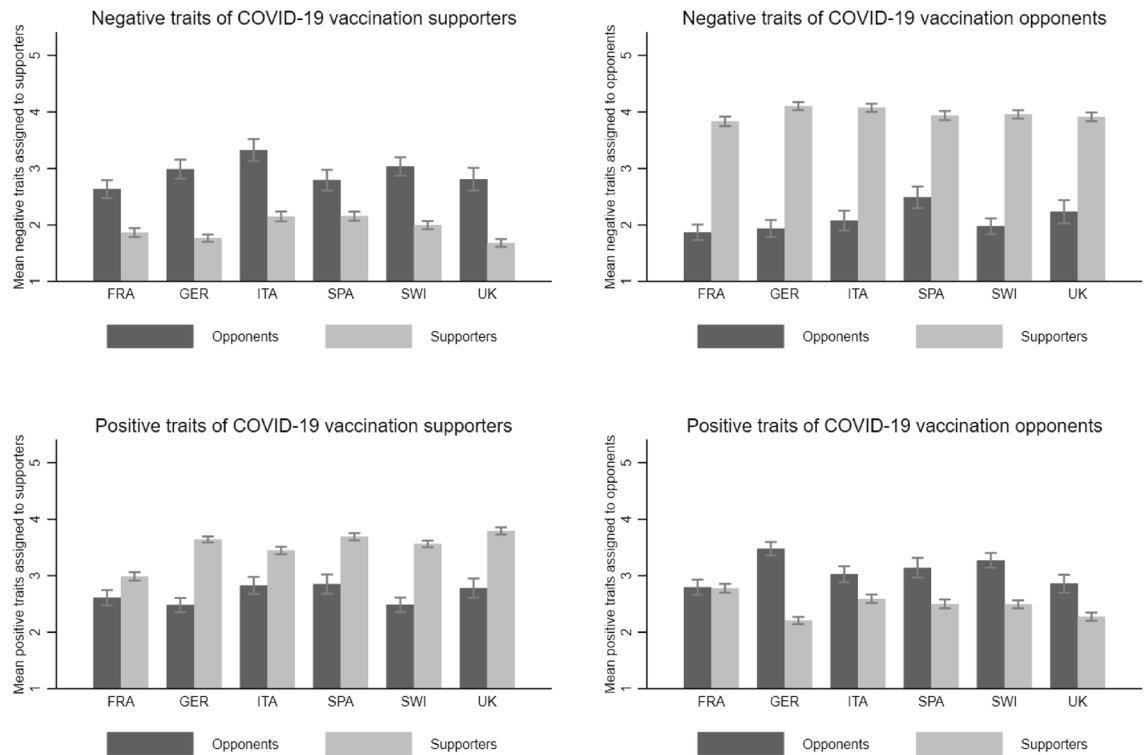 Negative traits of COVID-19 vaccination supporters
Mean negative traits assigned to supporters
5
4
3
2
1
FRA GER ITA SPA SWI UK
Opponents Supporters
Negative traits of COVID-19 vaccination opponents
Mean negative traits assigned to opponents
5
4
3
2
1
FRA GER ITA SPA SWI UK
Opponents Supporters
Positive traits of COVID-19 vaccination supporters
Mean positive traits assigned to supporters
5
4
3
2
1
FRA GER ITA SPA SWI UK
Opponents Supporters
Positive traits of COVID-19 vaccination opponents
Mean positive traits assigned to opponents
5
4
3
2
1
FRA GER ITA SPA SWI UK
Opponents Supporters